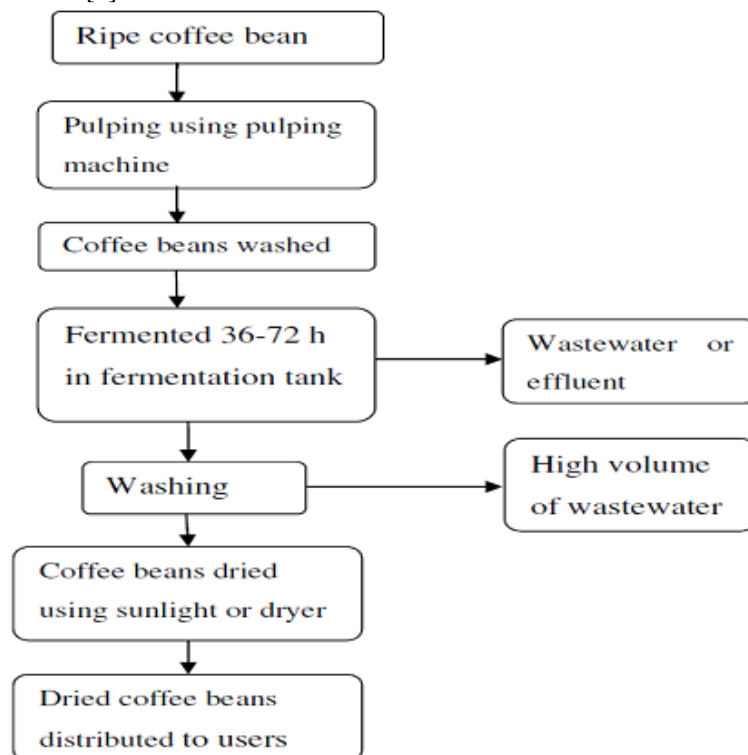 Ripe coffee bean
Pulping using pulping
machine
Coffee beans washed
Fermented 36-72 h
in fermentation tank
Wastewater or
effluent
Washing
High volume
of wastewater
Coffee beans dried
using sunlight or dryer
Dried coffee beans
distributed to users